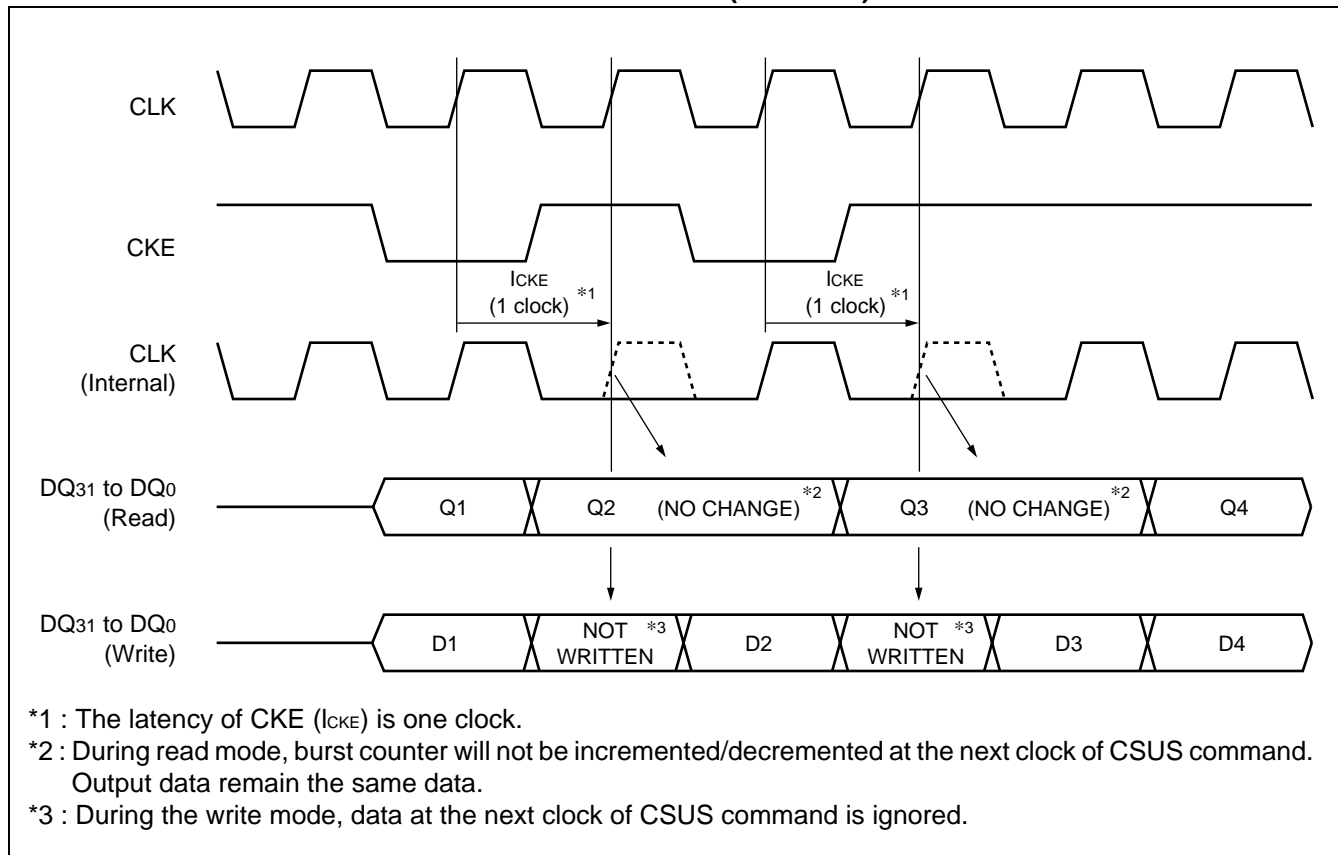 CLK
CKE
ICKE
(1 clock) *1
ICKE
(1 clock) *1
CLK
(Internal)
DQ31 to DQ0
(Read)
Q1
Q2
(NO CHANGE) *2
Q3
(NO CHANGE) *2
Q4
DQ31 to DQ0
(Write)
D1
NOT *3
WRITTEN
D2
NOT *3
WRITTEN
D3
D4
*1 : The latency of CKE (ICKE) is one clock.
*2 : During read mode, burst counter will not be incremented/decremented at the next clock of CSUS command.
Output data remain the same data.
*3 : During the write mode, data at the next clock of CSUS command is ignored.